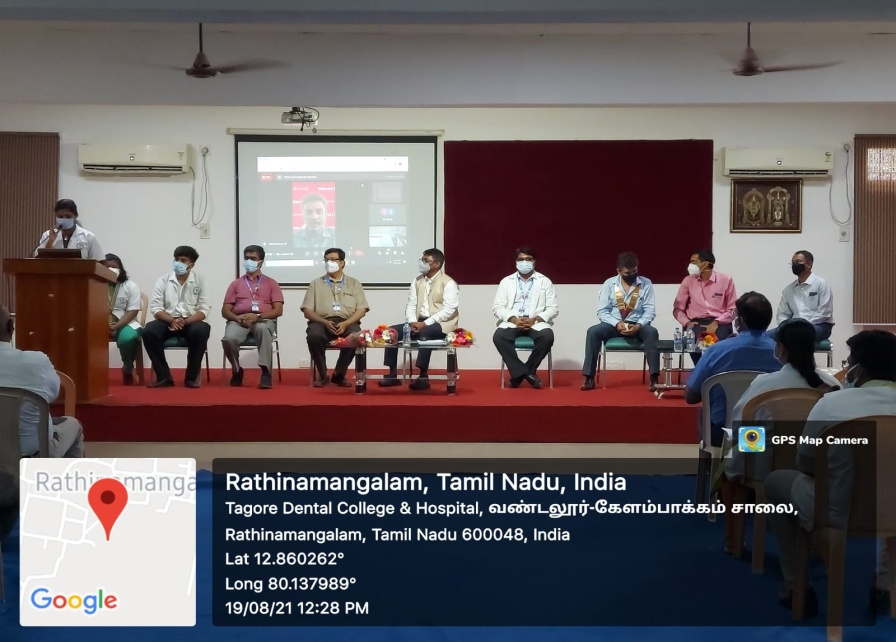 GPS Map Camera
Rathinamangalam, Tamil Nadu, India
Tagore Dental College & Hospital, வண்டலூர்-கேளம்பாக்கம் சாலை,
Rathinamangalam, Tamil Nadu 600048, India
Lat 12.860262°
Long 80.137989°
19/08/21 12:28 PM
Rathinamanga
Google